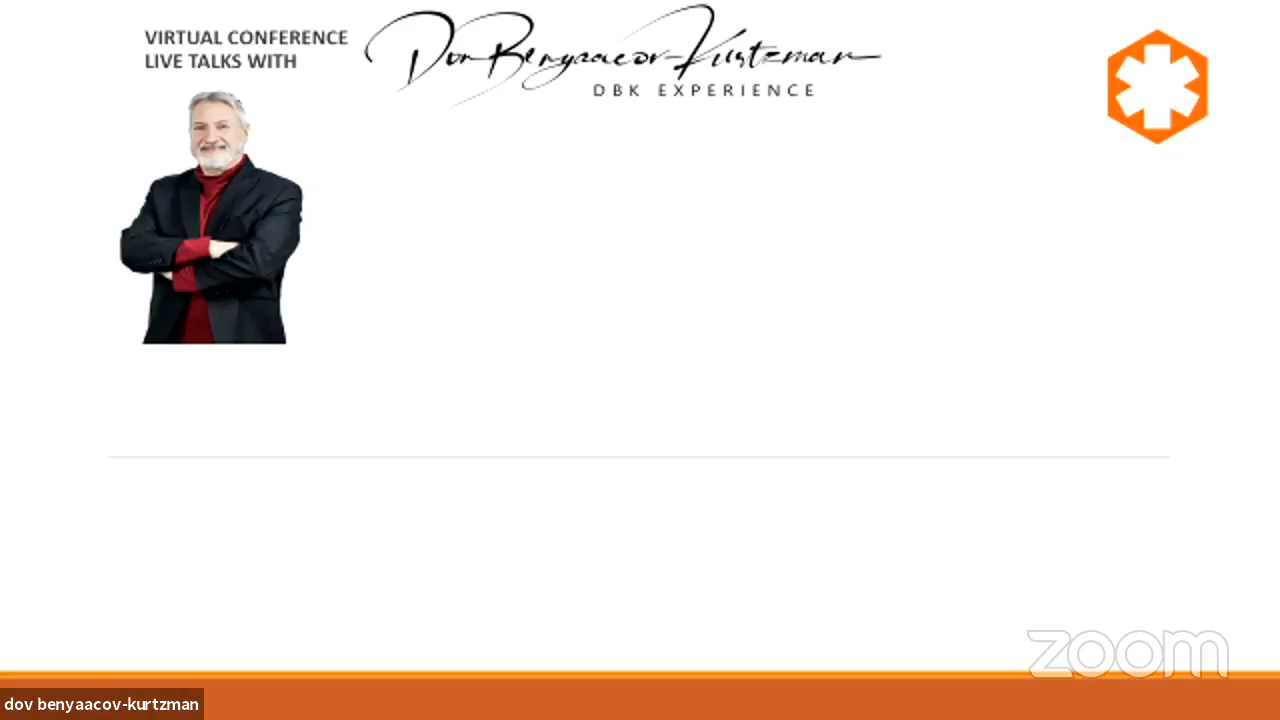 VIRTUAL CONFERENCE
LIVE TALKS WITH
Dov Benyaacov-Kurtzman
DBK EXPERIENCE
zoom
dov benyaacov-kurtzman